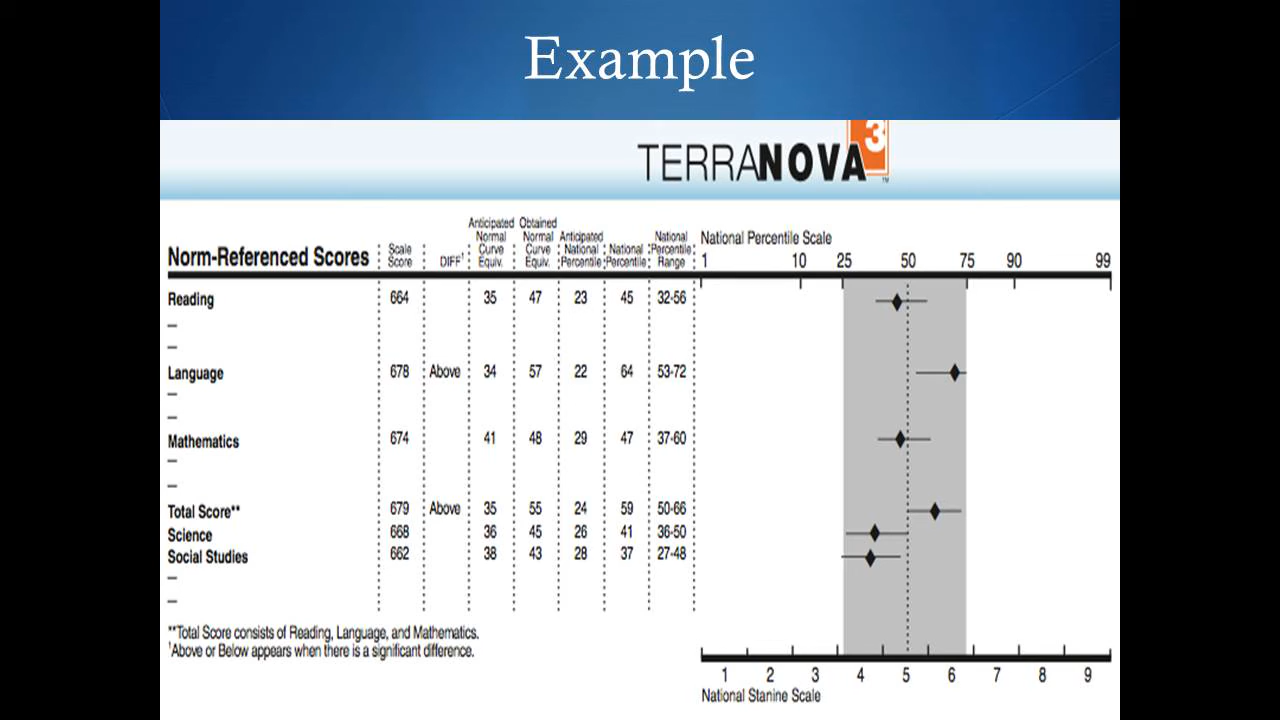 Example
TERRANOVA 3
TM
Anticipated Obtained
Normal Normal Anticipated National
Scale Curve Curve National National Percentile
Norm-Referenced Scores Score DIFF† Equiv. Equiv. Percentile Percentile Range
National Percentile Scale
1 10 25 50 75 90 99
Reading 664 35 47 23 45 32-56
–
–
Language 678 Above 34 57 22 64 53-72
–
–
Mathematics 674 41 48 29 47 37-60
–
–
Total Score** 679 Above 35 55 24 59 50-66
Science 668 36 45 26 41 36-50
Social Studies 662 38 43 28 37 27-48
–
–
**Total Score consists of Reading, Language, and Mathematics.
†Above or Below appears when there is a significant difference.
1 2 3 4 5 6 7 8 9
National Stanine Scale